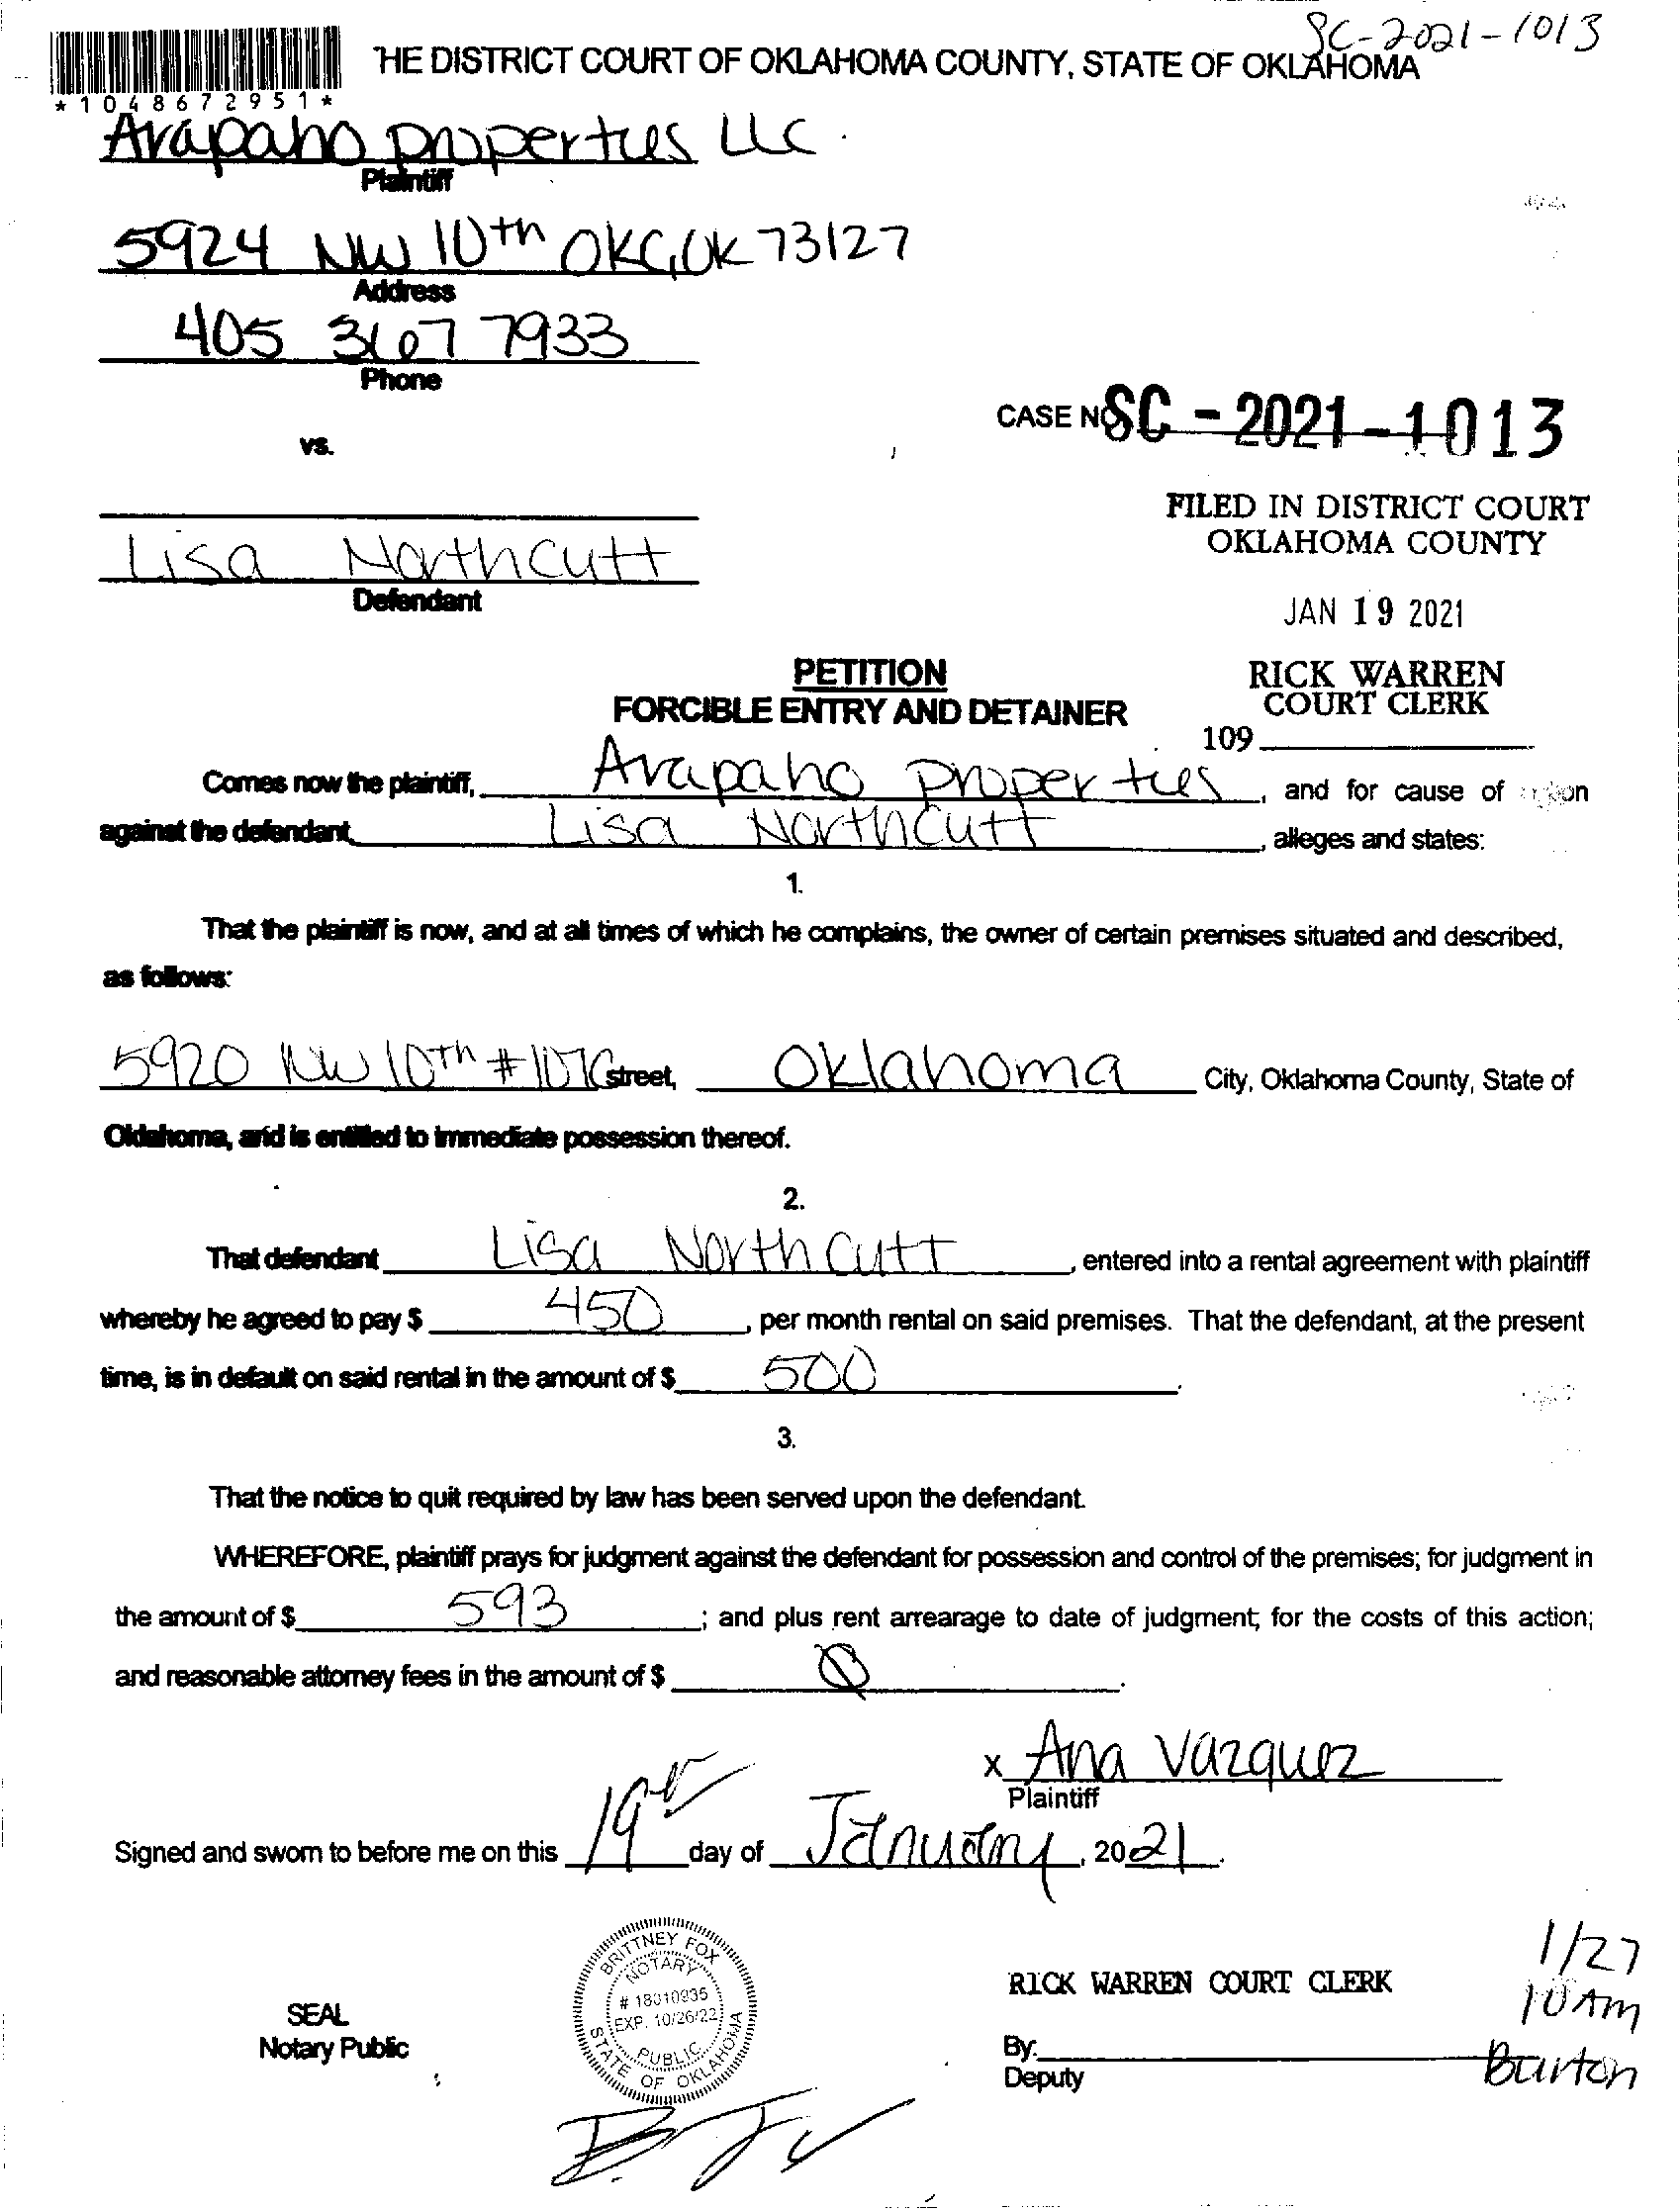 SC-2021-1013
THE DISTRICT COURT OF OKLAHOMA COUNTY, STATE OF OKLAHOMA
*1048672951*
Arapaho properties LLC.
Plaintiff
5924 NW 10th OKC, OK 73127
Address
405 367 7933
Phone
CASE NO SC - 2021 - 1013
vs.
FILED IN DISTRICT COURT
OKLAHOMA COUNTY
Lisa Northcutt
Defendant
JAN 19 2021
PETITION
FORCIBLE ENTRY AND DETAINER
RICK WARREN
COURT CLERK
109
Comes now the plaintiff, Arapaho properties, and for cause of
against the defendant Lisa Northcutt, alleges and states:
1.
That the plaintiff is now, and at all times of which he complains, the owner of certain premises situated and described,
as follows:
5920 NW 10th # street, Oklahoma City, Oklahoma County, State of
Oklahoma, and is entitled to immediate possession thereof.
2.
That defendant Lisa Northcutt, entered into a rental agreement with plaintiff
whereby he agreed to pay $ 450, per month rental on said premises. That the defendant, at the present
time, is in default on said rental in the amount of $ 500.
3.
That the notice to quit required by law has been served upon the defendant.
WHEREFORE, plaintiff prays for judgment against the defendant for possession and control of the premises; for judgment in
the amount of $ 593; and plus rent arrearage to date of judgment; for the costs of this action;
and reasonable attorney fees in the amount of $ Ø.
x Ana Vazquez
Plaintiff
Signed and sworn to before me on this 19th day of January, 2021.
BRITTNEY FOX
NOTARY
# 18010935
EXP. 10/26/22
PUBLIC
STATE OF OKLAHOMA
SEAL
Notary Public
RICK WARREN COURT CLERK
By:
Deputy
1/27
10 AM
Burton